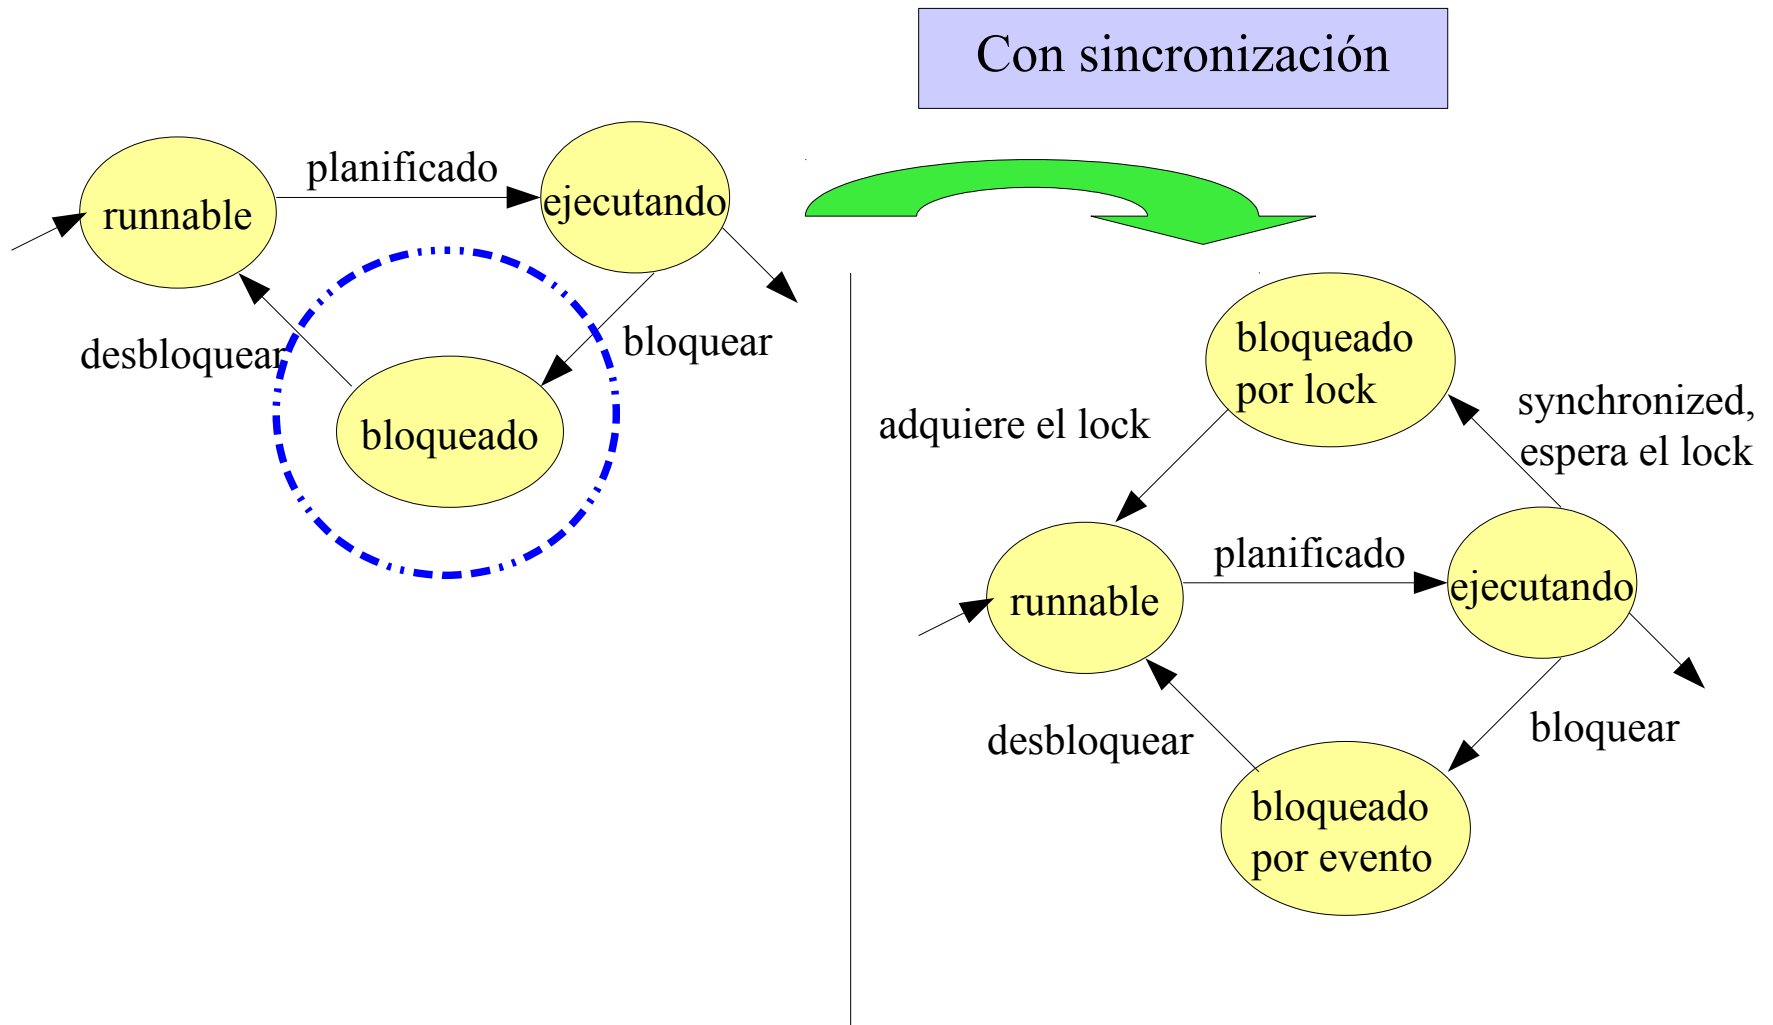 Con sincronización
planificado
runnable
ejecutando
desbloquear
bloquear
bloqueado
bloqueado
por lock
synchronized,
espera el lock
adquiere el lock
planificado
runnable
ejecutando
desbloquear
bloquear
bloqueado
por evento